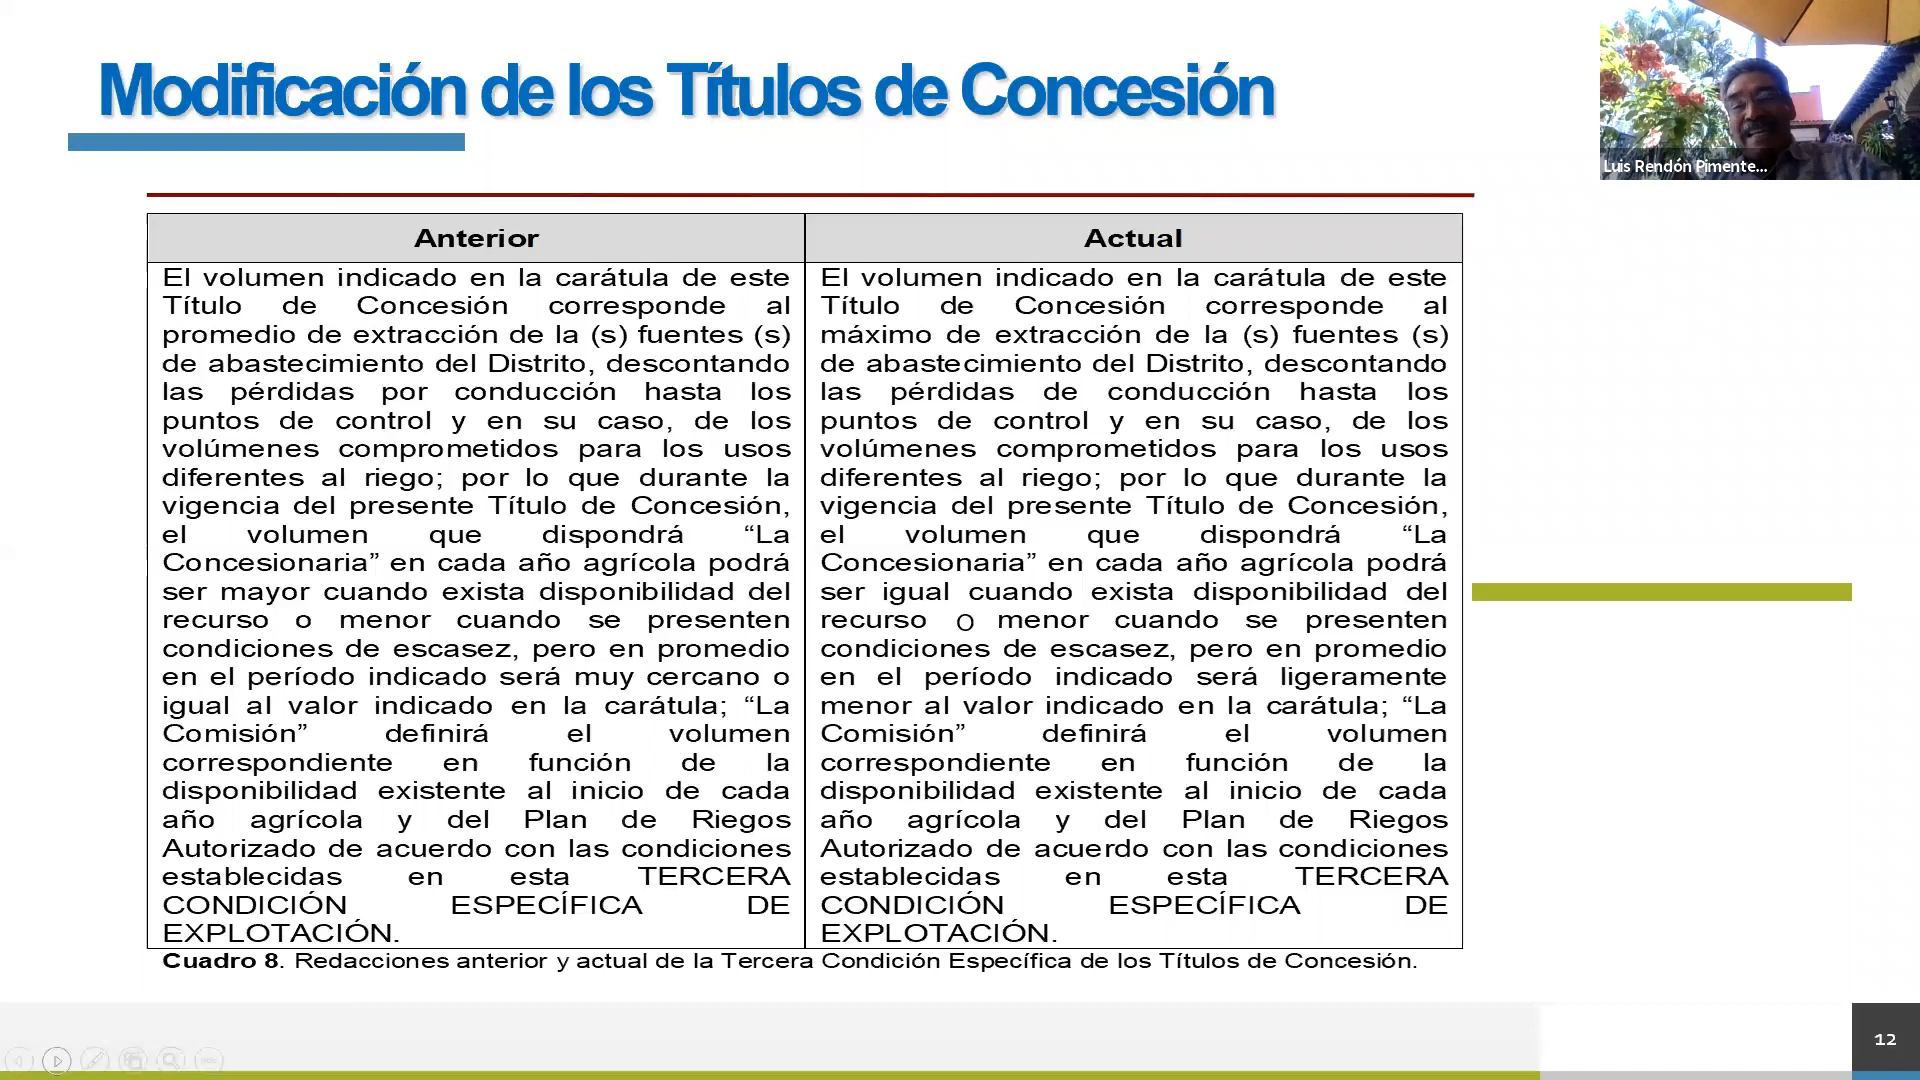 Modificación de los Títulos de Concesión
Luis Rendón Pimente...
Anterior
El volumen indicado en la carátula de este
Título de Concesión corresponde al
promedio de extracción de la (s) fuentes (s)
de abastecimiento del Distrito, descontando
las pérdidas por conducción hasta los
puntos de control y en su caso, de los
volúmenes comprometidos para los usos
diferentes al riego; por lo que durante la
vigencia del presente Título de Concesión,
el volumen que dispondrá “La
Concesionaria” en cada año agrícola podrá
ser mayor cuando exista disponibilidad del
recurso o menor cuando se presenten
condiciones de escasez, pero en promedio
en el período indicado será muy cercano o
igual al valor indicado en la carátula; “La
Comisión” definirá el volumen
correspondiente en función de la
disponibilidad existente al inicio de cada
año agrícola y del Plan de Riegos
Autorizado de acuerdo con las condiciones
establecidas en esta TERCERA
CONDICIÓN ESPECÍFICA DE
EXPLOTACIÓN.
Actual
El volumen indicado en la carátula de este
Título de Concesión corresponde al
máximo de extracción de la (s) fuentes (s)
de abastecimiento del Distrito, descontando
las pérdidas de conducción hasta los
puntos de control y en su caso, de los
volúmenes comprometidos para los usos
diferentes al riego; por lo que durante la
vigencia del presente Título de Concesión,
el volumen que dispondrá “La
Concesionaria” en cada año agrícola podrá
ser igual cuando exista disponibilidad del
recurso o menor cuando se presenten
condiciones de escasez, pero en promedio
en el período indicado será ligeramente
menor al valor indicado en la carátula; “La
Comisión” definirá el volumen
correspondiente en función de la
disponibilidad existente al inicio de cada
año agrícola y del Plan de Riegos
Autorizado de acuerdo con las condiciones
establecidas en esta TERCERA
CONDICIÓN ESPECÍFICA DE
EXPLOTACIÓN.
Cuadro 8. Redacciones anterior y actual de la Tercera Condición Específica de los Títulos de Concesión.
12